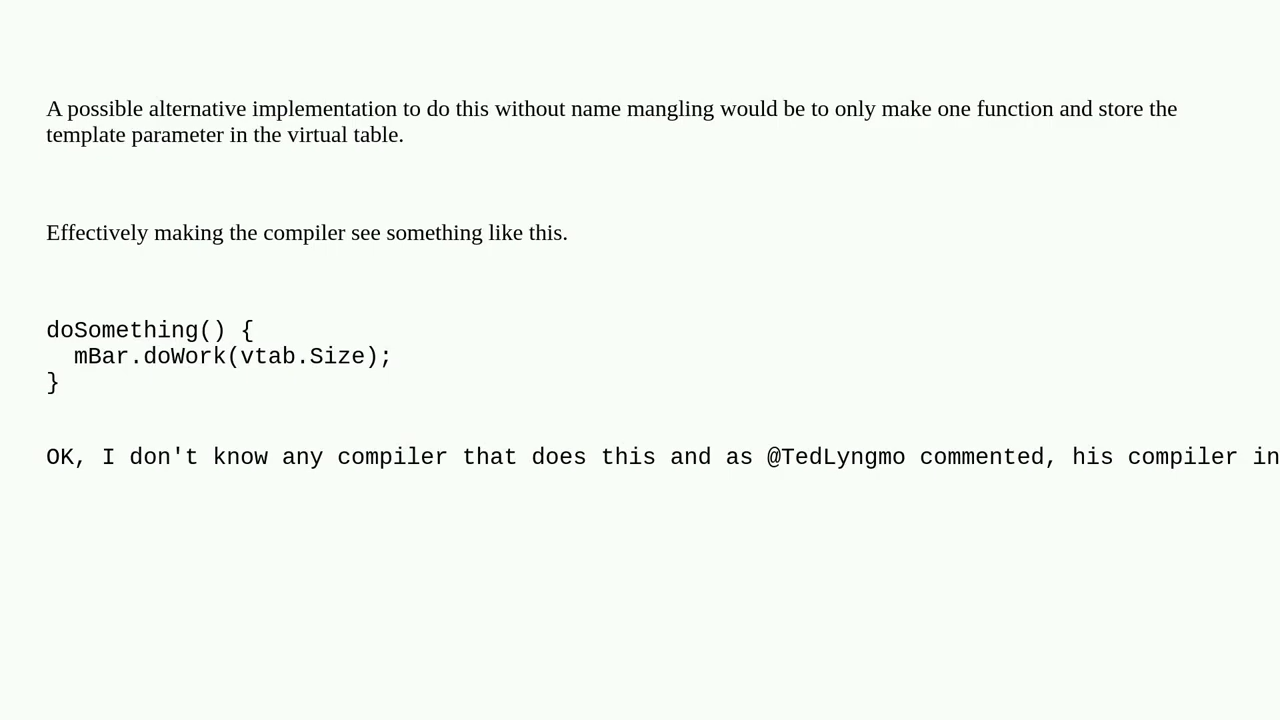 A possible alternative implementation to do this without name mangling would be to only make one function and store the
template parameter in the virtual table.
Effectively making the compiler see something like this.
doSomething() {
  mBar.doWork(vtab.Size);
}
OK, I don't know any compiler that does this and as @TedLyngmo commented, his compiler in